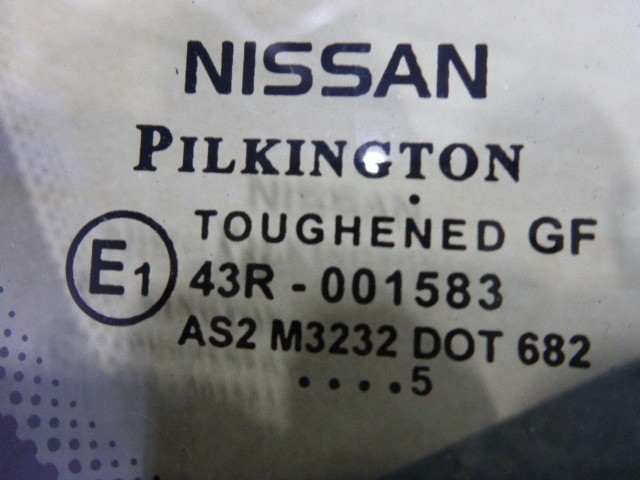 NISSAN
PILKINGTON
TOUGHENED GF
E1
43R - 001583
AS2 M3232 DOT 682
....5